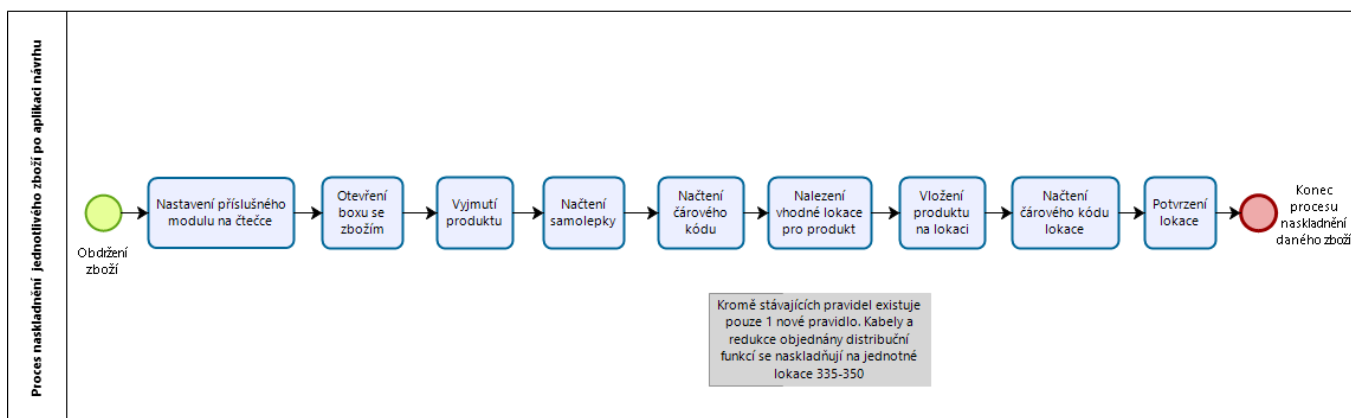 Proces naskladnění jednotlivého zboží po aplikaci návrhu
Obdržení
zboží
Nastavení příslušného
modulu na čtečce
Otevření
boxu se
zbožím
Vyjmutí
produktu
Načtení
samolepky
Načtení
čárového
kódu
Nalezení
vhodné lokace
pro produkt
Vložení
produktu
na lokaci
Načtení
čárového kódu
lokace
Potvrzení
lokace
Konec
procesu
naskladnění
daného zboží
Kromě stávajících pravidel existuje
pouze 1 nové pravidlo. Kabely a
redukce objednány distribuční
funkcí se naskladňují na jednotné
lokace 335-350